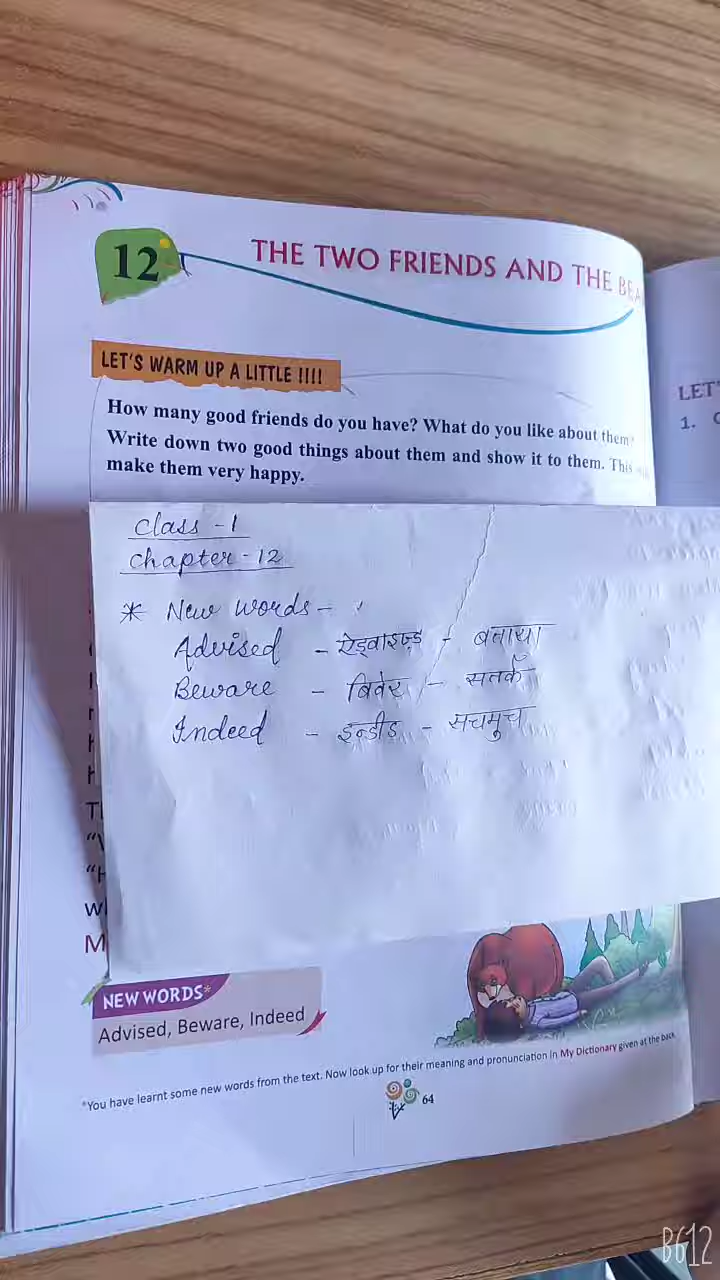 12
THE TWO FRIENDS AND THE BEA
LET'S WARM UP A LITTLE !!!!
How many good friends do you have? What do you like about them?
Write down two good things about them and show it to them. This
make them very happy.
LET'
1.
Class - 1
Chapter - 12
* New words -
Advised - ऐड्वाइज़्ड - बताया
Beware - बिवेर - सतर्क
Indeed - इन्डीड - सचमुच
NEW WORDS*
Advised, Beware, Indeed
*You have learnt some new words from the text. Now look up for their meaning and pronunciation in My Dictionary given at the back
64
B612